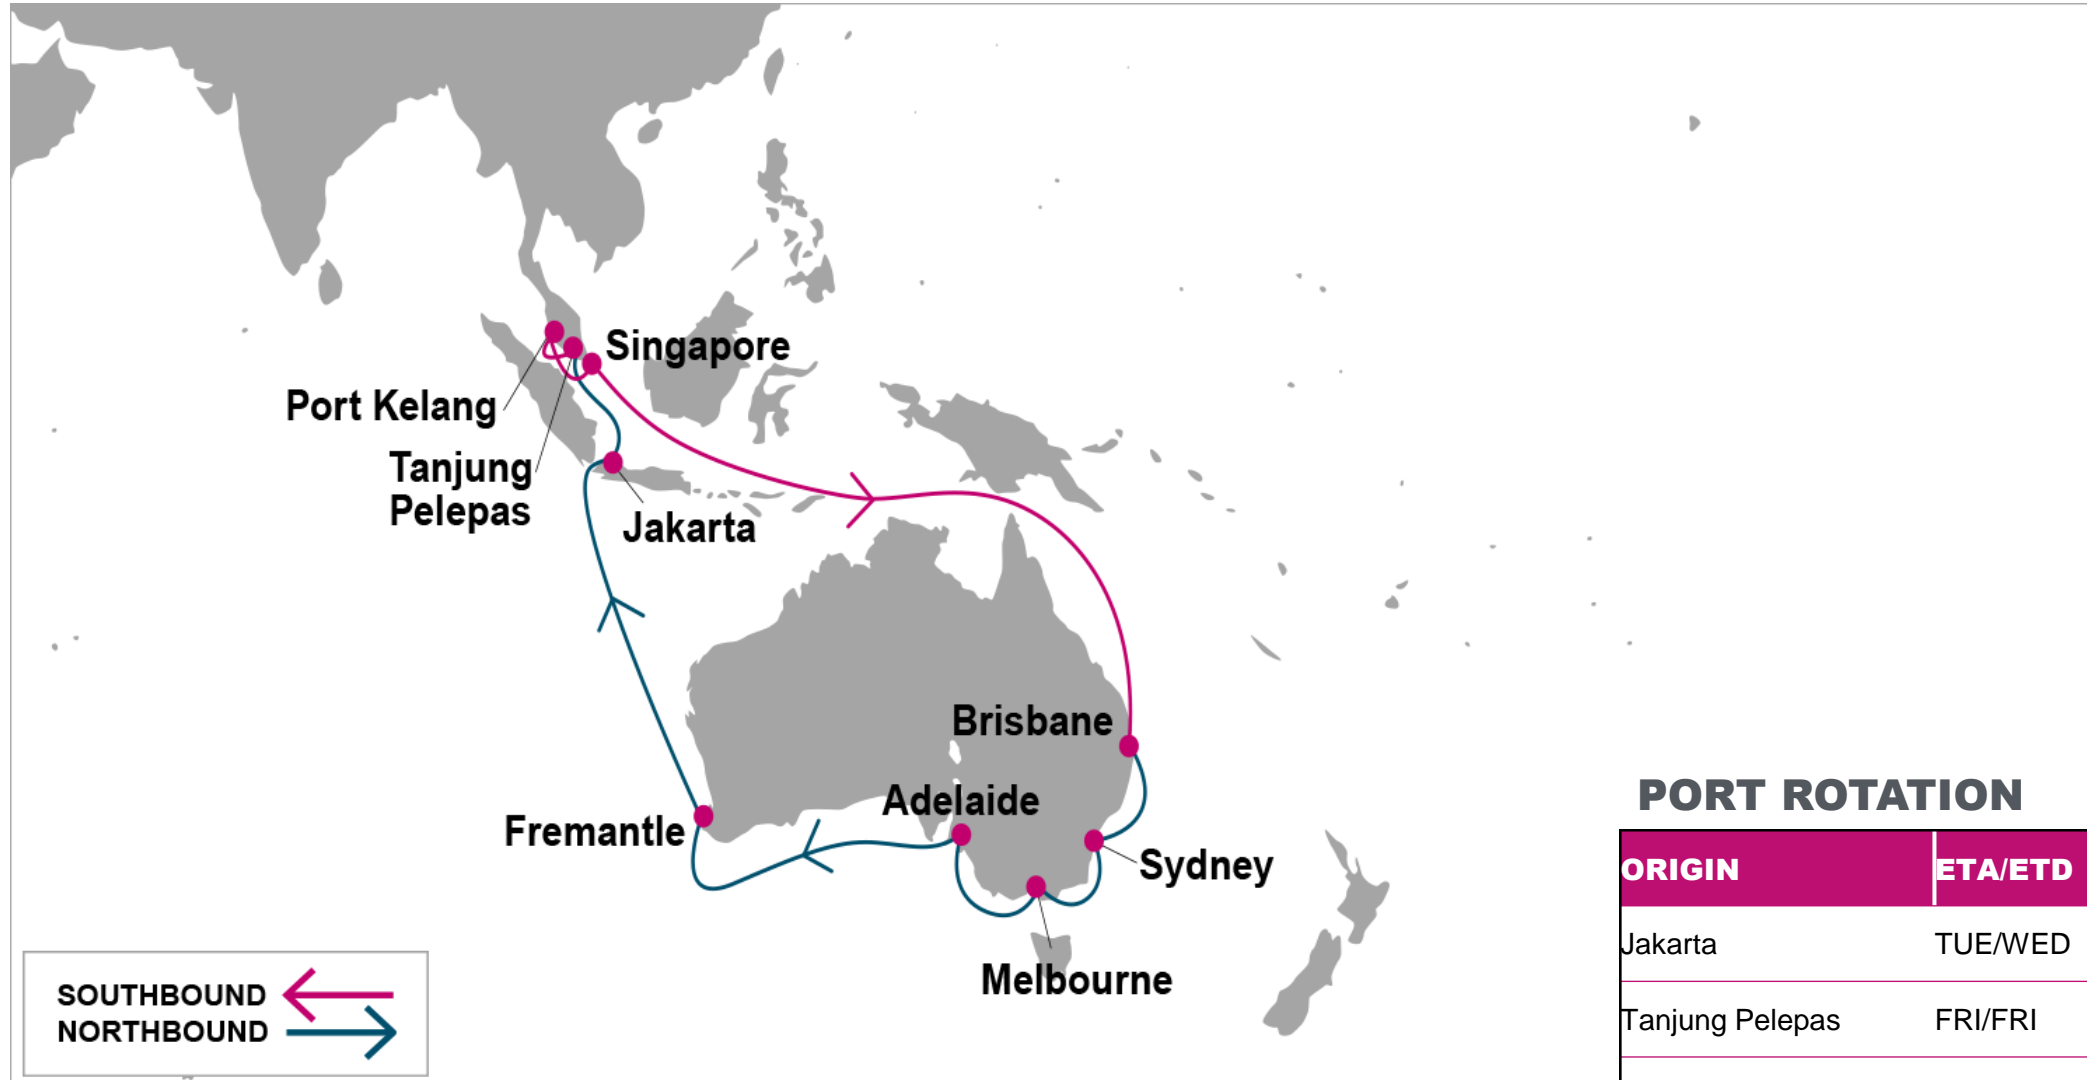 Singapore
Port Kelang
Tanjung
Pelepas
Jakarta
Brisbane
Adelaide
Fremantle
Sydney
Melbourne
SOUTHBOUND
NORTHBOUND
PORT ROTATION
ORIGIN ETA/ETD
Jakarta TUE/WED
Tanjung Pelepas FRI/FRI